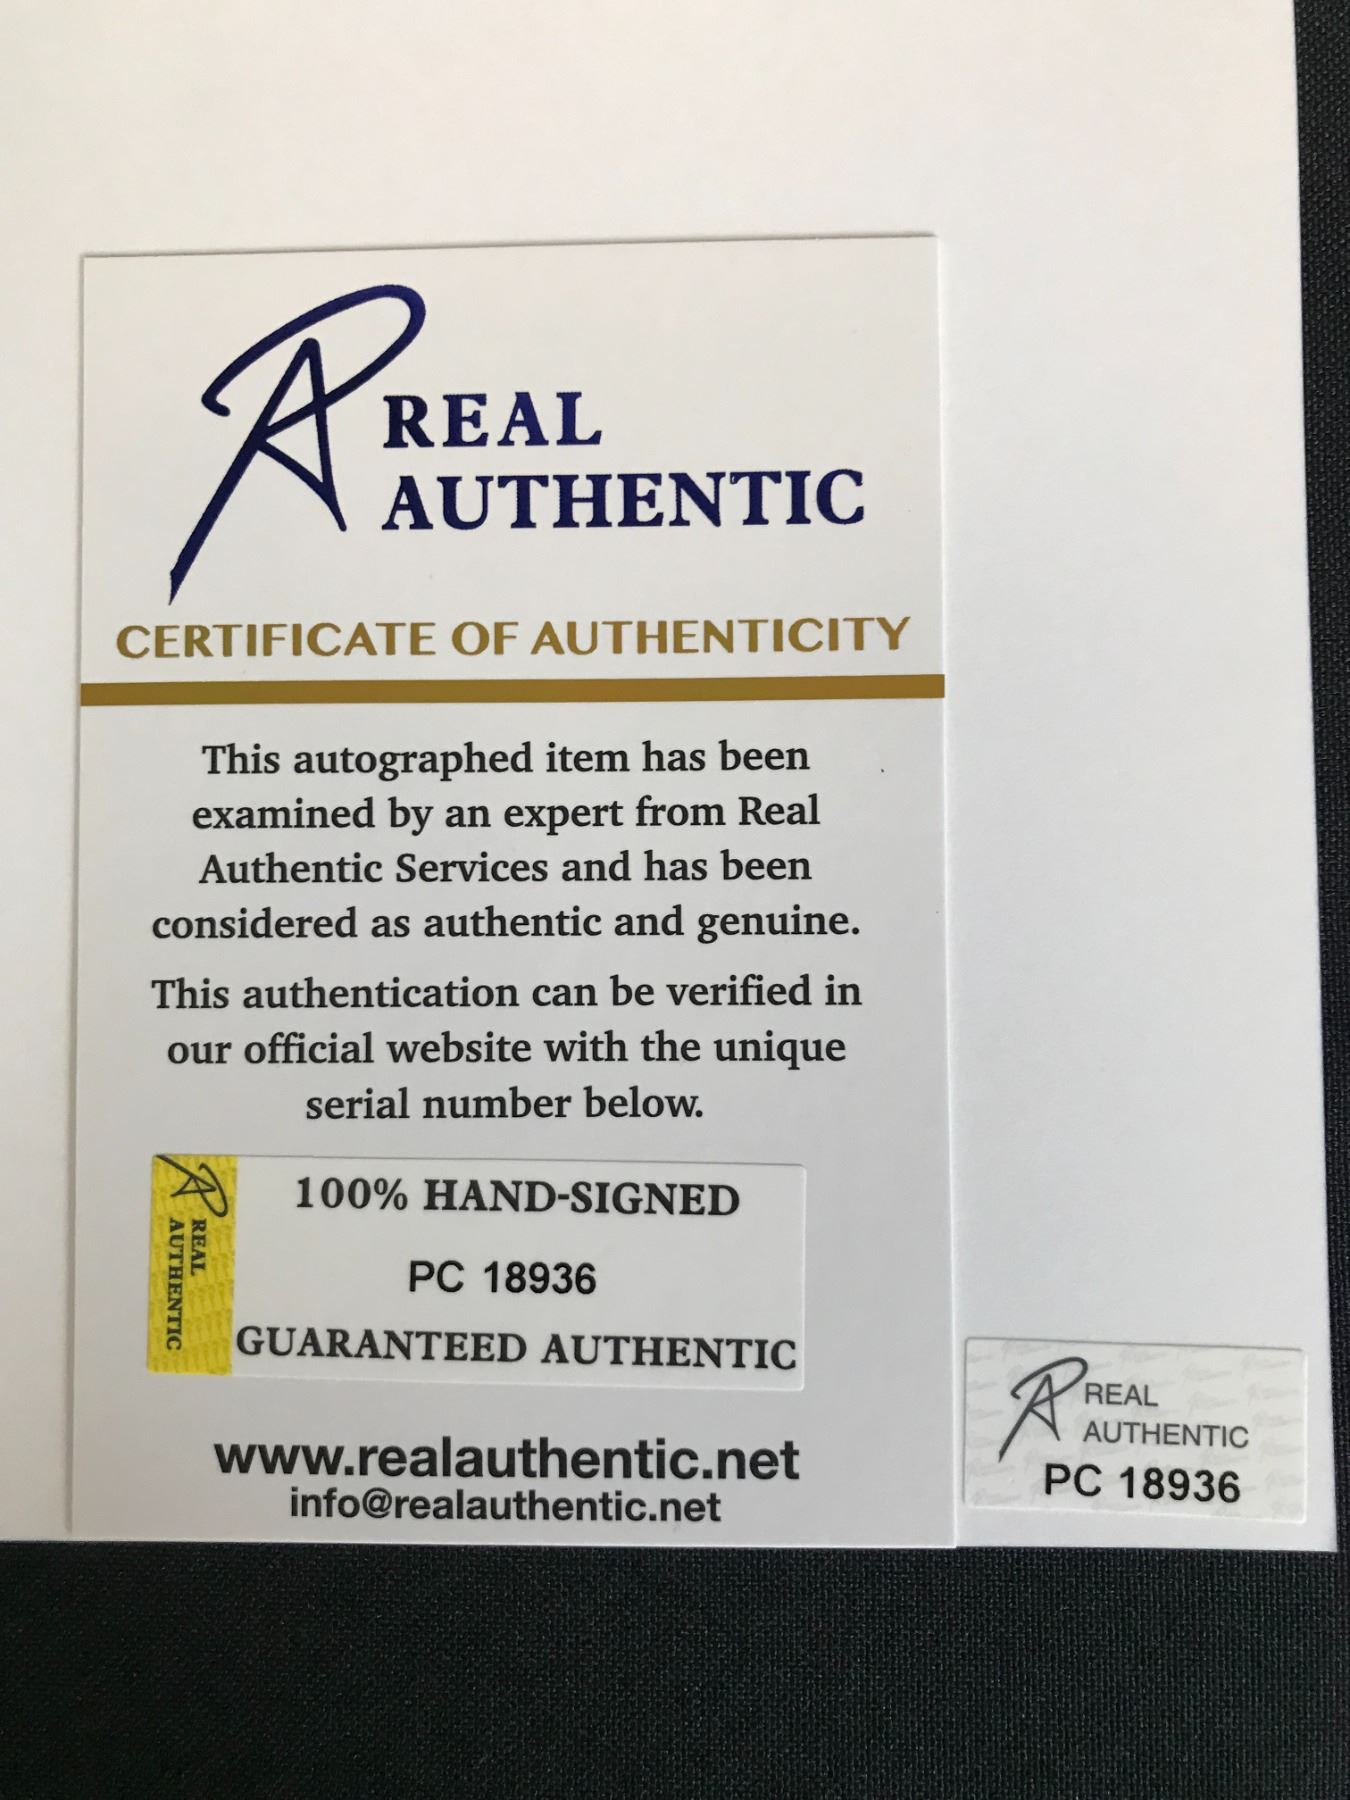 REAL
AUTHENTIC
CERTIFICATE OF AUTHENTICITY
This autographed item has been
examined by an expert from Real
Authentic Services and has been
considered as authentic and genuine.
This authentication can be verified in
our official website with the unique
serial number below.
REAL
AUTHENTIC
100% HAND-SIGNED
PC 18936
GUARANTEED AUTHENTIC
www.realauthentic.net
info@realauthentic.net
REAL
AUTHENTIC
PC 18936